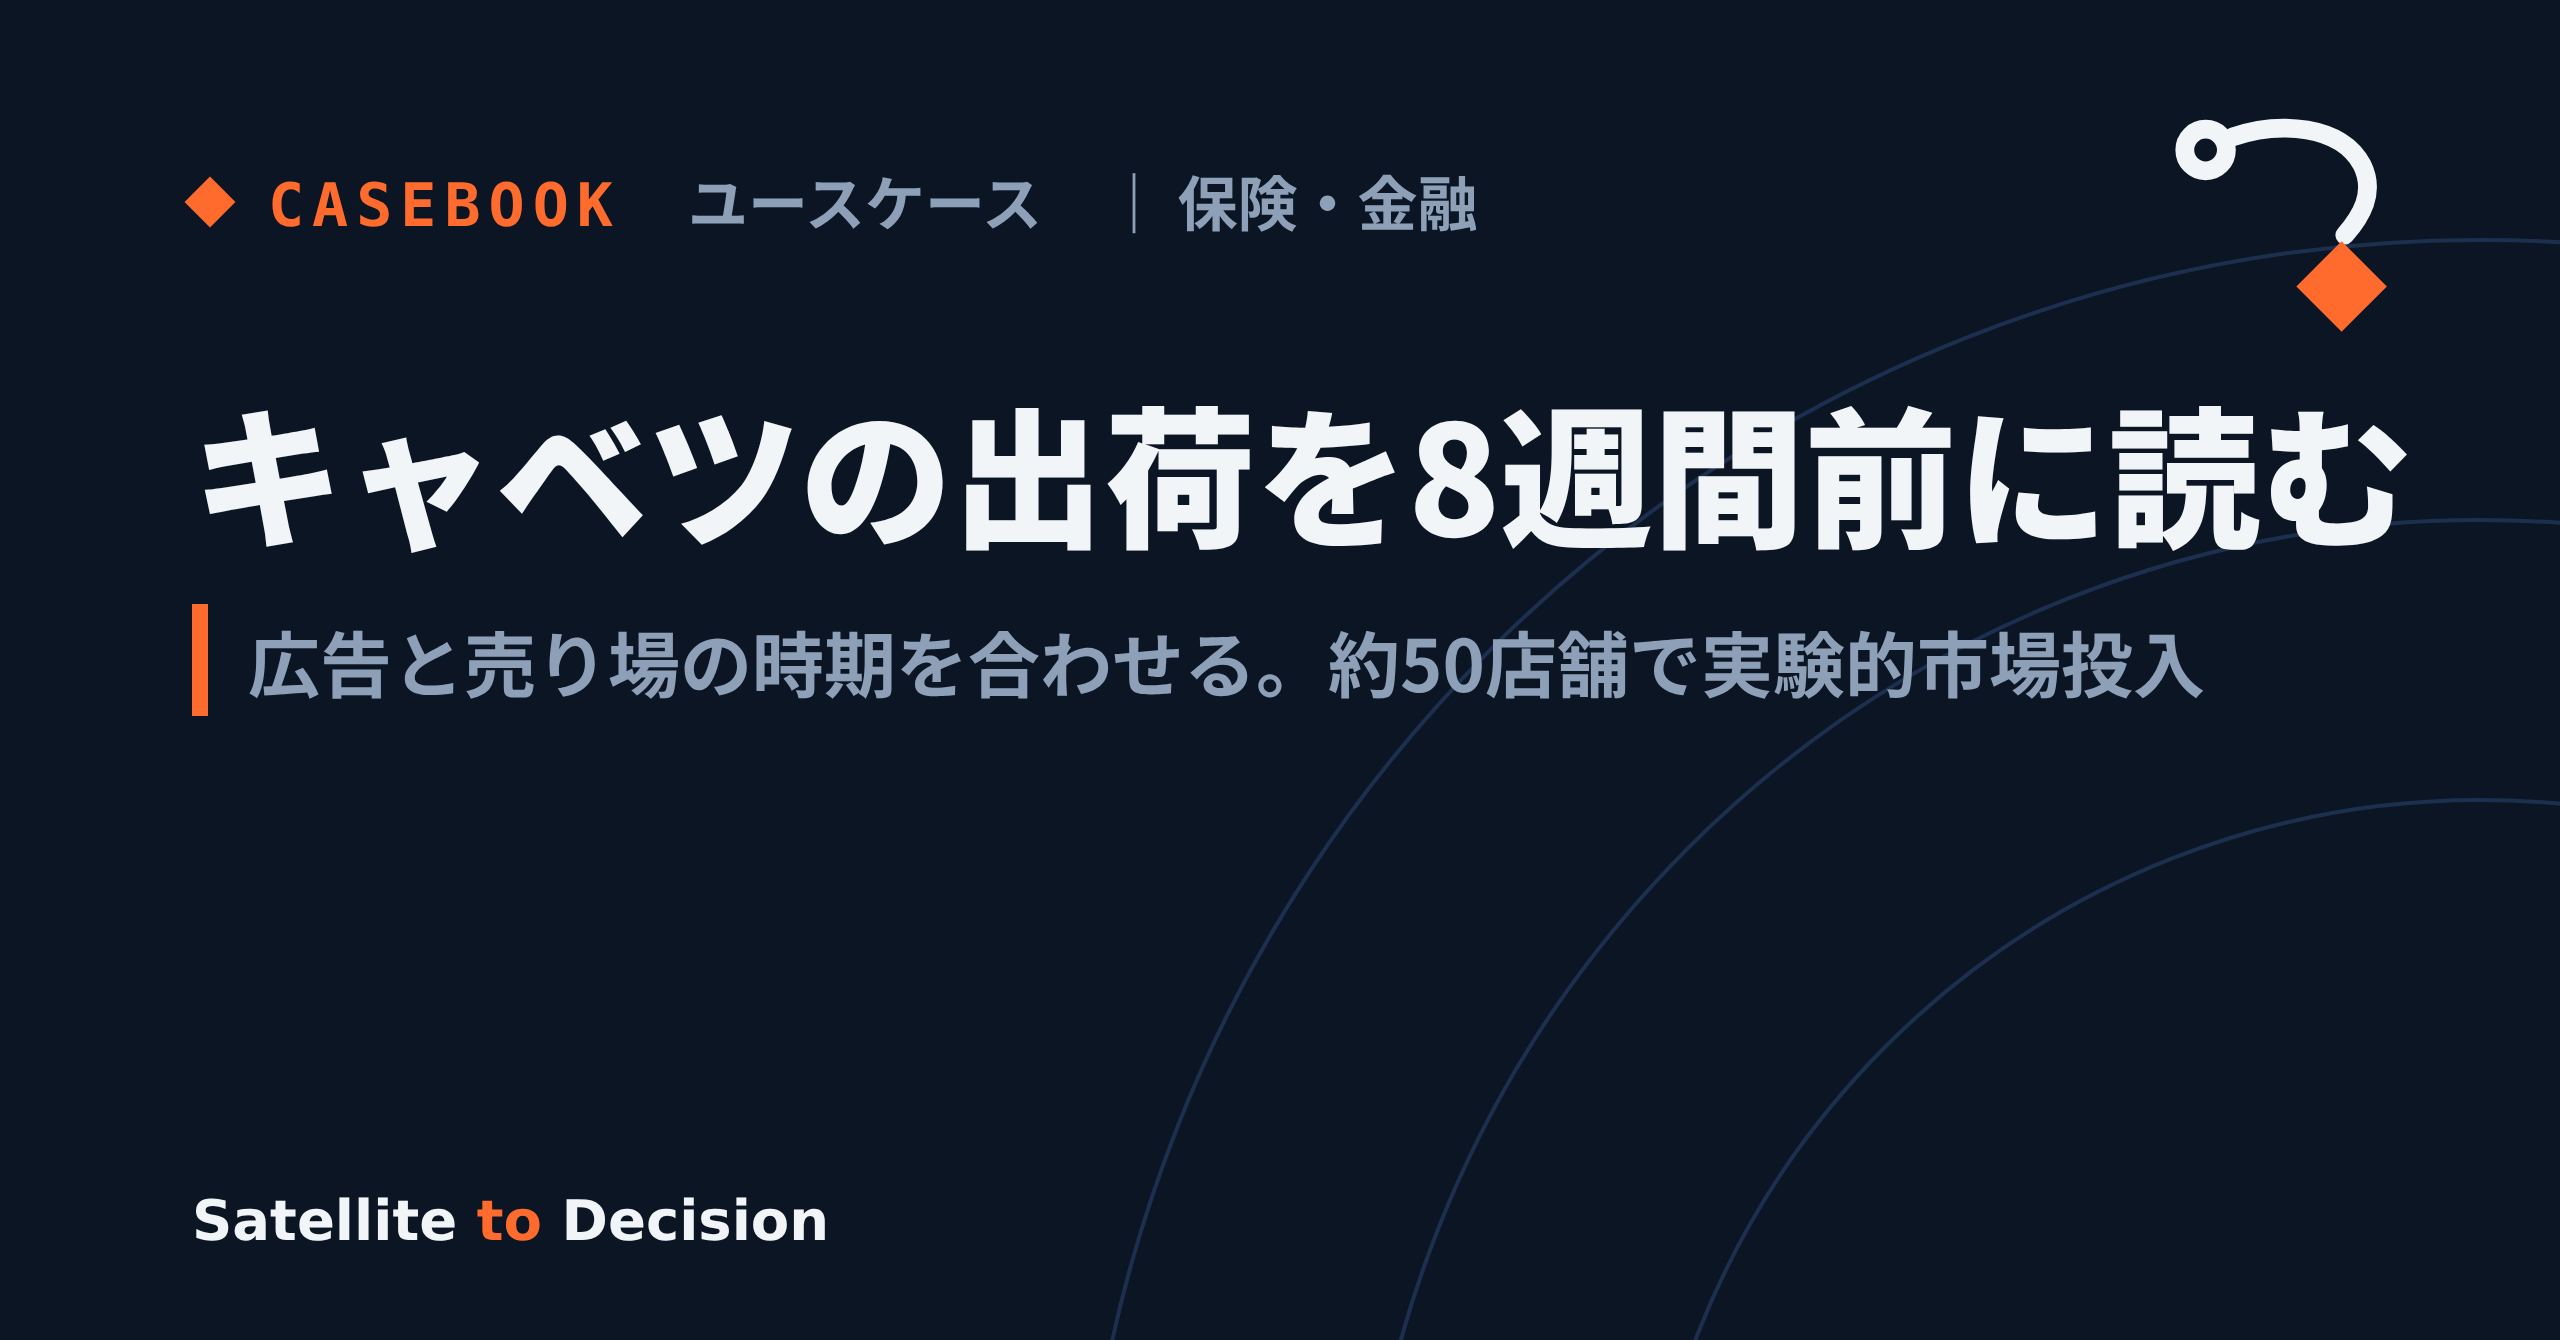 CASEBOOK ユースケース ｜保険・金融
キャベツの出荷を8週間前に読む
広告と売り場の時期を合わせる。約50店舗で実験的市場投入
Satellite to Decision